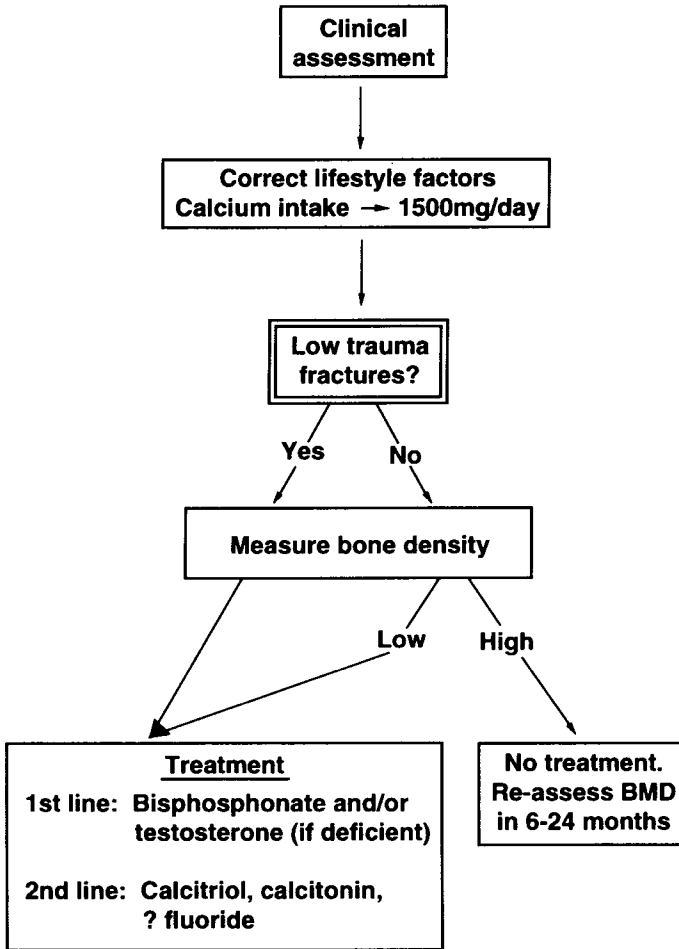 Clinical
assessment
Correct lifestyle factors
Calcium intake → 1500mg/day
Low trauma
fractures?
Yes
No
Measure bone density
Low
High
Treatment
1st line: Bisphosphonate and/or
testosterone (if deficient)
2nd line: Calcitriol, calcitonin,
? fluoride
No treatment.
Re-assess BMD
in 6-24 months